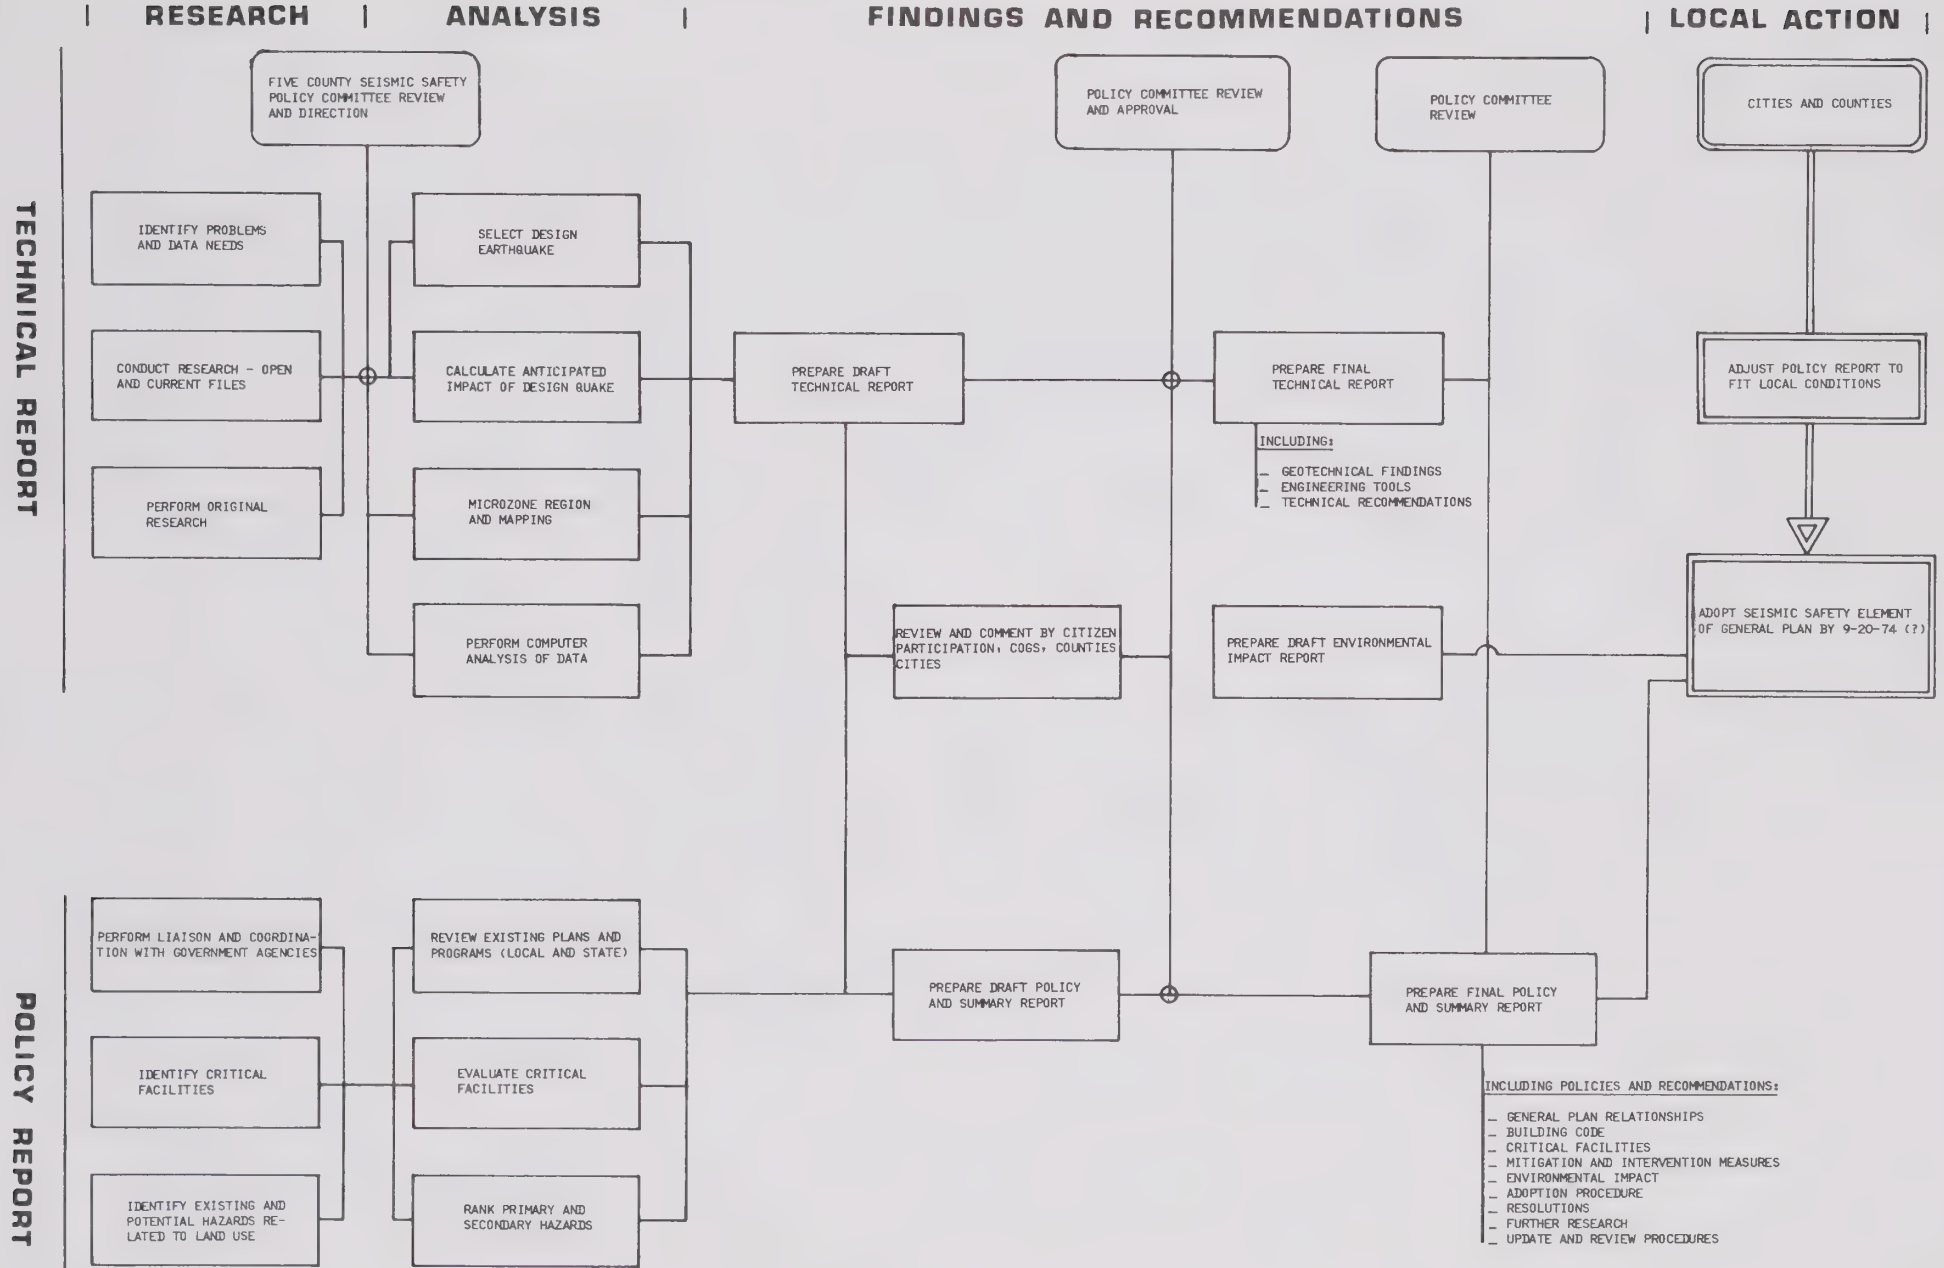 RESEARCH
ANALYSIS
FINDINGS AND RECOMMENDATIONS
LOCAL ACTION
TECHNICAL REPORT
FIVE COUNTY SEISMIC SAFETY
POLICY COMMITTEE REVIEW
AND DIRECTION
POLICY COMMITTEE REVIEW
AND APPROVAL
POLICY COMMITTEE
REVIEW
CITIES AND COUNTIES
IDENTIFY PROBLEMS
AND DATA NEEDS
SELECT DESIGN
EARTHQUAKE
CONDUCT RESEARCH - OPEN
AND CURRENT FILES
CALCULATE ANTICIPATED
IMPACT OF DESIGN QUAKE
PREPARE DRAFT
TECHNICAL REPORT
PREPARE FINAL
TECHNICAL REPORT
ADJUST POLICY REPORT TO
FIT LOCAL CONDITIONS
INCLUDING:
_ GEOTECHNICAL FINDINGS
_ ENGINEERING TOOLS
_ TECHNICAL RECOMMENDATIONS
PERFORM ORIGINAL
RESEARCH
MICROZONE REGION
AND MAPPING
PERFORM COMPUTER
ANALYSIS OF DATA
REVIEW AND COMMENT BY CITIZEN
PARTICIPATION, COGS, COUNTIES
CITIES
PREPARE DRAFT ENVIRONMENTAL
IMPACT REPORT
ADOPT SEISMIC SAFETY ELEMENT
OF GENERAL PLAN BY 9-20-74 (?)
POLICY REPORT
PERFORM LIAISON AND COORDINA-
TION WITH GOVERNMENT AGENCIES
REVIEW EXISTING PLANS AND
PROGRAMS (LOCAL AND STATE)
PREPARE DRAFT POLICY
AND SUMMARY REPORT
PREPARE FINAL POLICY
AND SUMMARY REPORT
IDENTIFY CRITICAL
FACILITIES
EVALUATE CRITICAL
FACILITIES
IDENTIFY EXISTING AND
POTENTIAL HAZARDS RE-
LATED TO LAND USE
RANK PRIMARY AND
SECONDARY HAZARDS
INCLUDING POLICIES AND RECOMMENDATIONS:
_ GENERAL PLAN RELATIONSHIPS
_ BUILDING CODE
_ CRITICAL FACILITIES
_ MITIGATION AND INTERVENTION MEASURES
_ ENVIRONMENTAL IMPACT
_ ADOPTION PROCEDURE
_ RESOLUTIONS
_ FURTHER RESEARCH
_ UPDATE AND REVIEW PROCEDURES